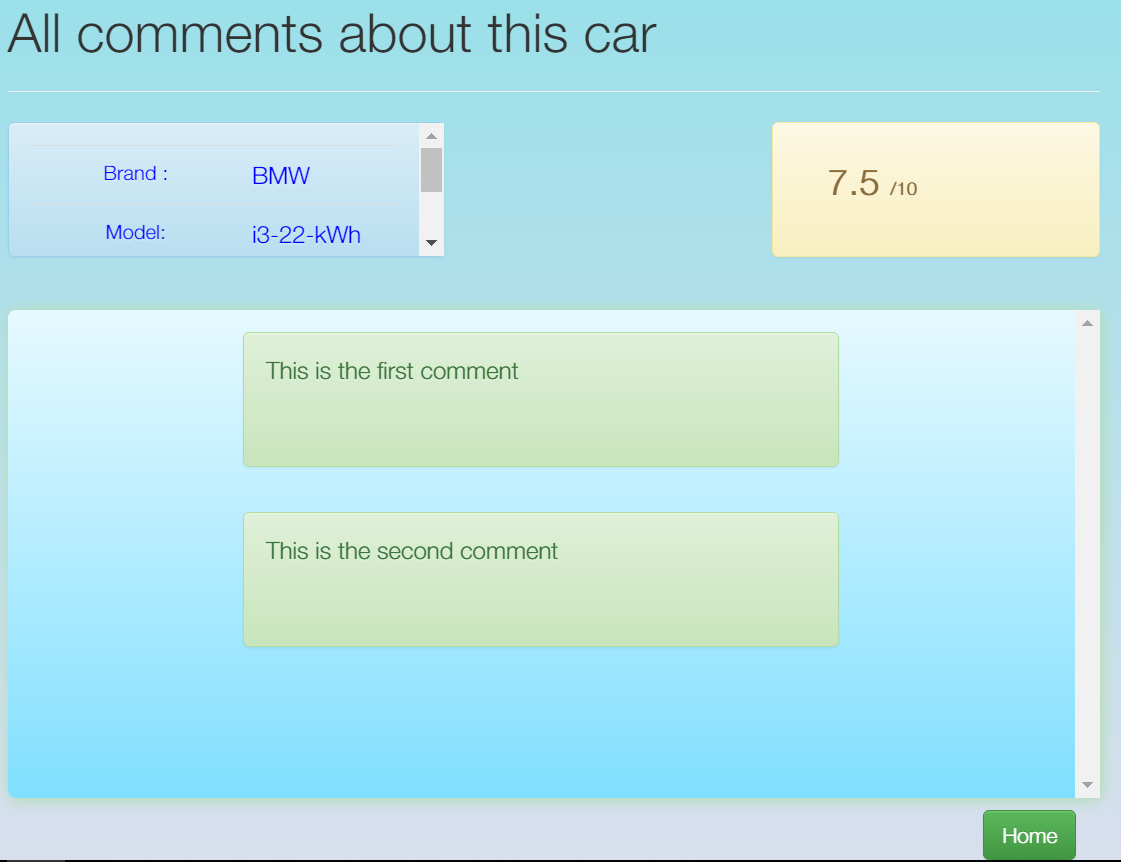 All comments about this car
Brand : BMW
Model: i3-22-kWh
7.5 /10
This is the first comment
This is the second comment
Home